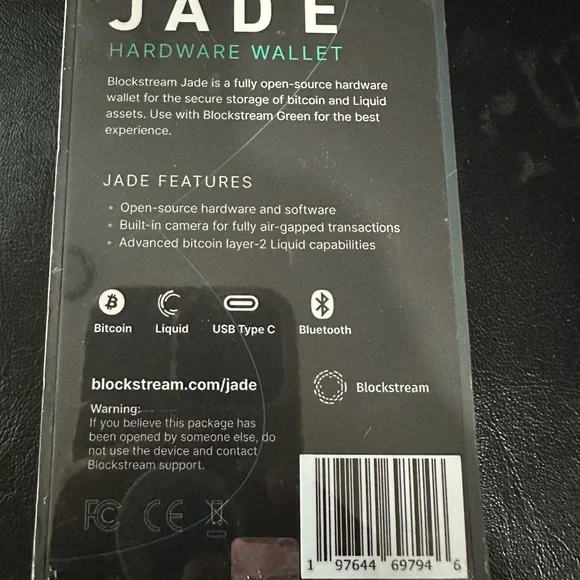 JADE
HARDWARE WALLET
Blockstream Jade is a fully open-source hardware
wallet for the secure storage of bitcoin and Liquid
assets. Use with Blockstream Green for the best
experience.
JADE FEATURES
• Open-source hardware and software
• Built-in camera for fully air-gapped transactions
• Advanced bitcoin layer-2 Liquid capabilities
Bitcoin Liquid USB Type C Bluetooth
blockstream.com/jade
Blockstream
Warning:
If you believe this package has
been opened by someone else, do
not use the device and contact
Blockstream support.
FC CE
1 97644 69794 6